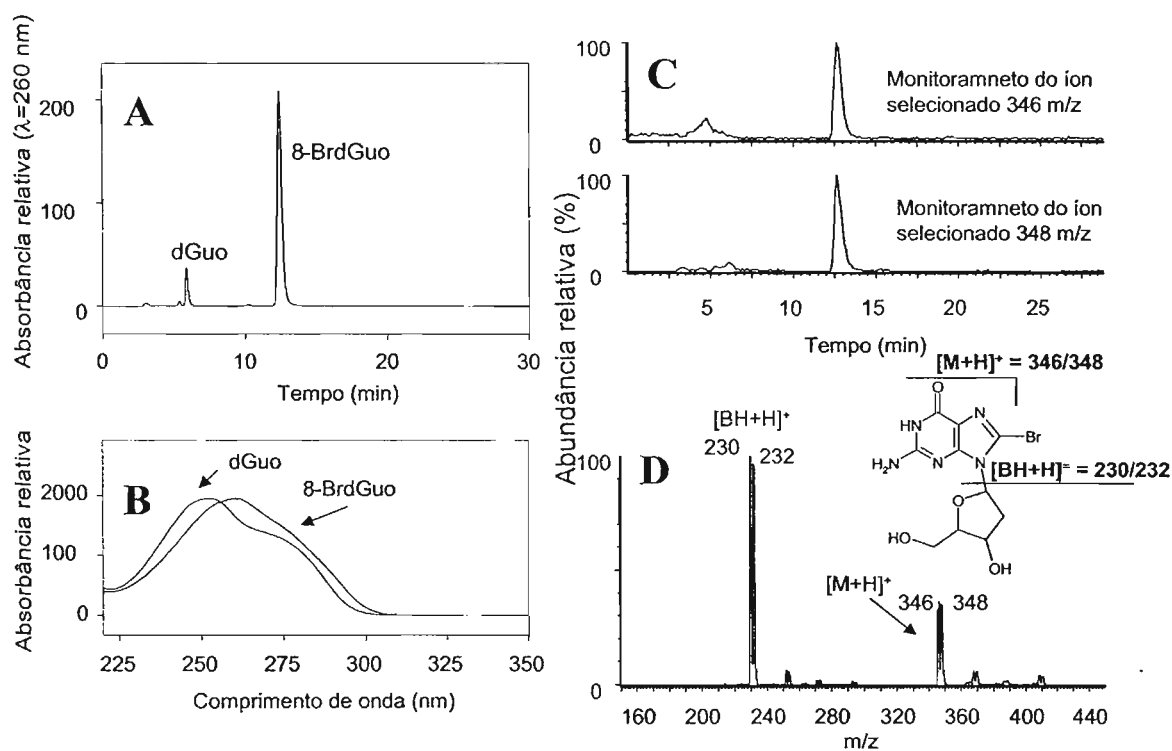 A
Absorbância relativa (λ=260 nm)
200
100
0
dGuo
8-BrdGuo
0
10
20
30
Tempo (min)
B
Absorbância relativa
2000
100
0
dGuo
8-BrdGuo
225
250
275
300
325
350
Comprimento de onda (nm)
C
Abundância relativa (%)
100
0
Monitoramneto do íon
selecionado 346 m/z
100
0
Monitoramneto do íon
selecionado 348 m/z
5
10
15
20
25
Tempo (min)
D
100
0
[BH+H]⁺
230
232
[M+H]⁺
346
348
[M+H]⁺ = 346/348
O
NH
N
H₂N
N
N
Br
[BH+H]⁼ = 230/232
O
HO
OH
160
200
240
280
320
360
400
440
m/z